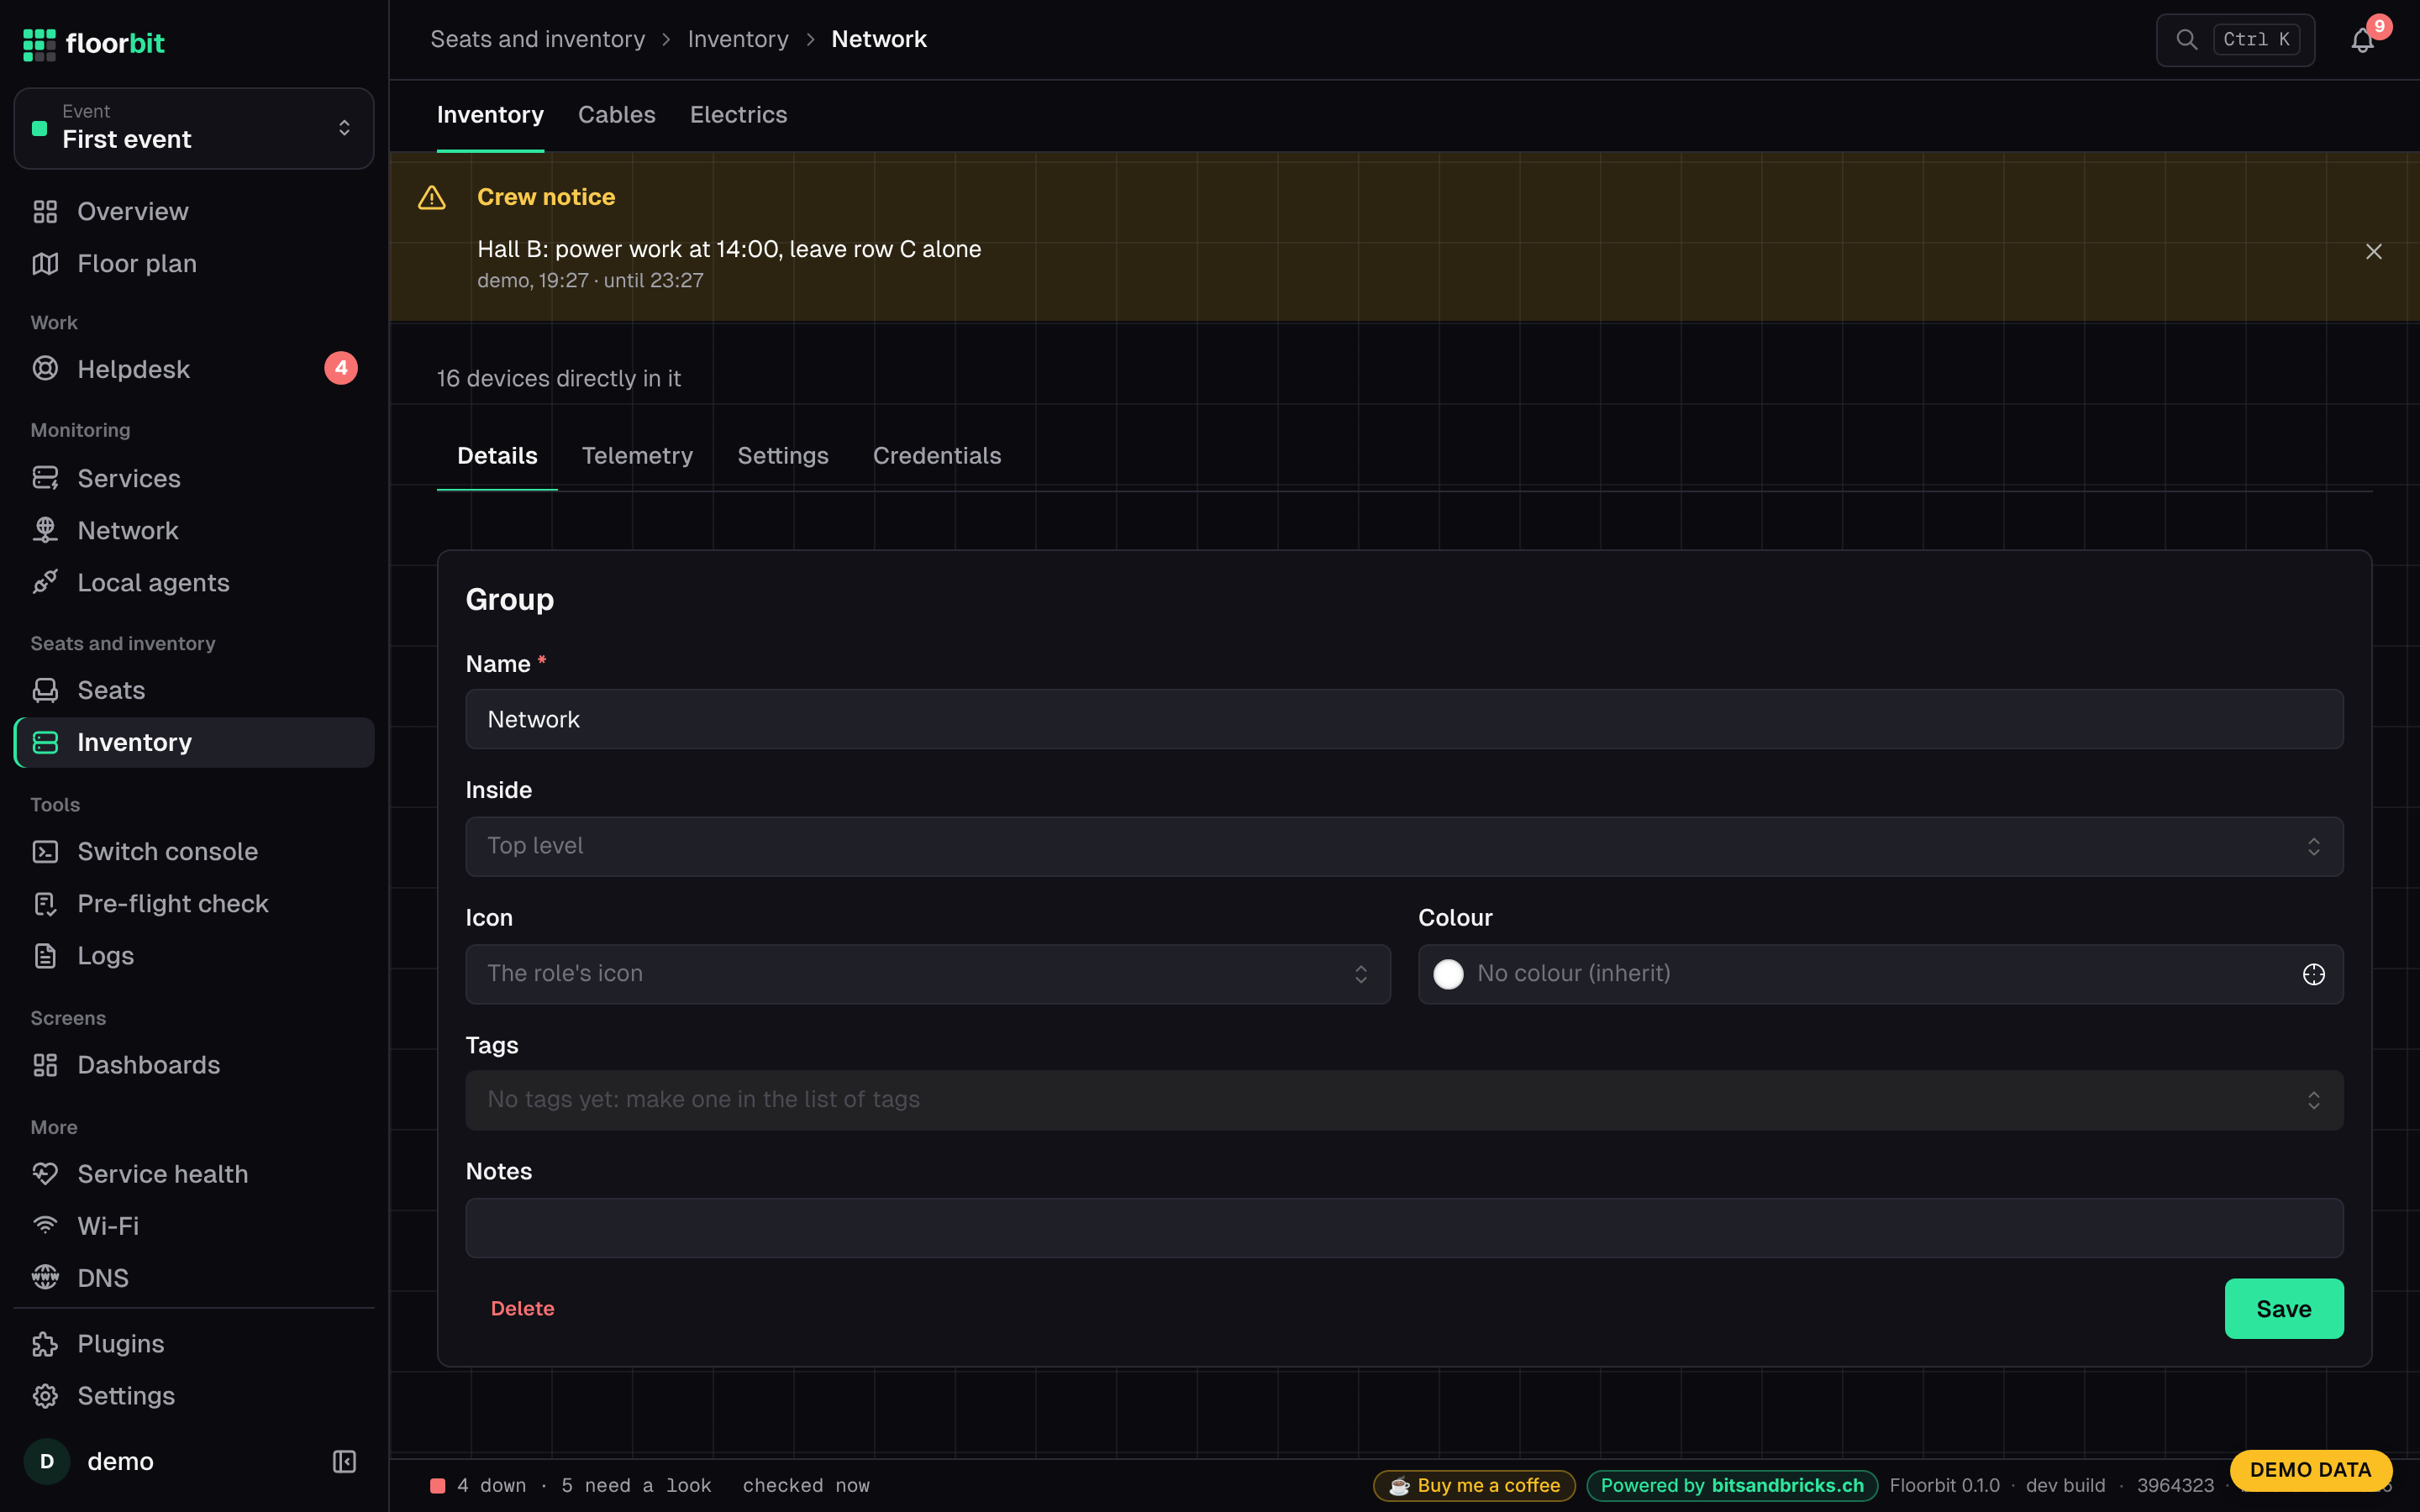 floorbit
Event
First event
Overview
Floor plan
Work
Helpdesk
4
Monitoring
Services
Network
Local agents
Seats and inventory
Seats
Inventory
Tools
Switch console
Pre-flight check
Logs
Screens
Dashboards
More
Service health
Wi-Fi
DNS
Plugins
Settings
D
demo
Seats and inventory
Inventory
Network
Ctrl K
9
Inventory
Cables
Electrics
Crew notice
Hall B: power work at 14:00, leave row C alone
demo, 19:27 · until 23:27
16 devices directly in it
Details
Telemetry
Settings
Credentials
Group
Name *
Network
Inside
Top level
Icon
The role's icon
Colour
No colour (inherit)
Tags
No tags yet: make one in the list of tags
Notes
Delete
Save
4 down · 5 need a look
checked now
Buy me a coffee
Powered by bitsandbricks.ch
Floorbit 0.1.0 · dev build · 3964323 ·
DEMO DATA